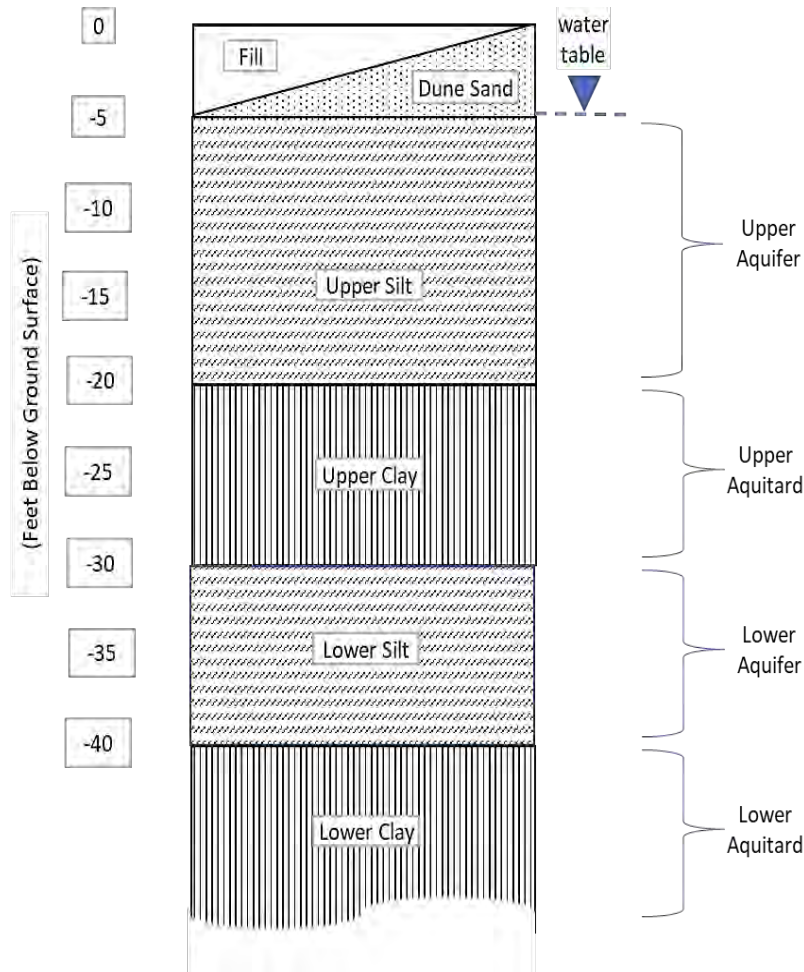 0
water
table
Fill
Dune Sand
-5
-10
Upper
Aquifer
Upper Silt
-15
-20
(Feet Below Ground Surface)
Upper Clay
-25
Upper
Aquitard
-30
Lower Silt
-35
Lower
Aquifer
-40
Lower Clay
Lower
Aquitard